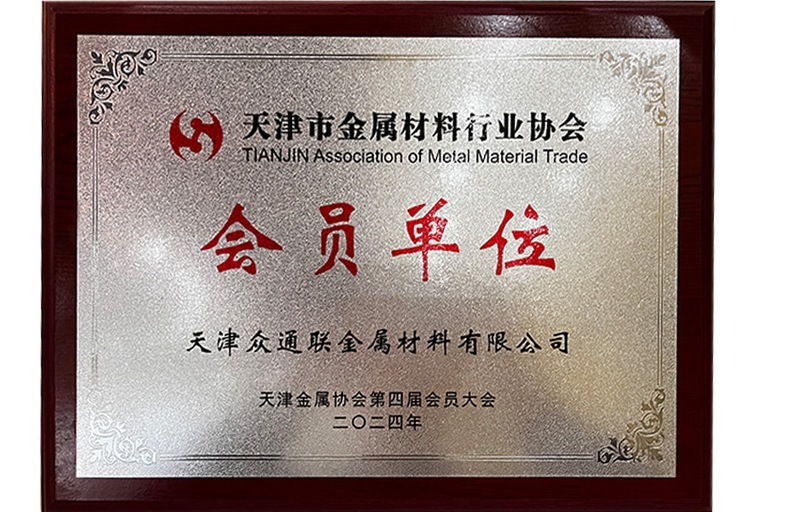 天津市金属材料行业协会
TIANJIN Association of Metal Material Trade
会员单位
天津众通联金属材料有限公司
天津金属协会第四届会员大会
二〇二四年